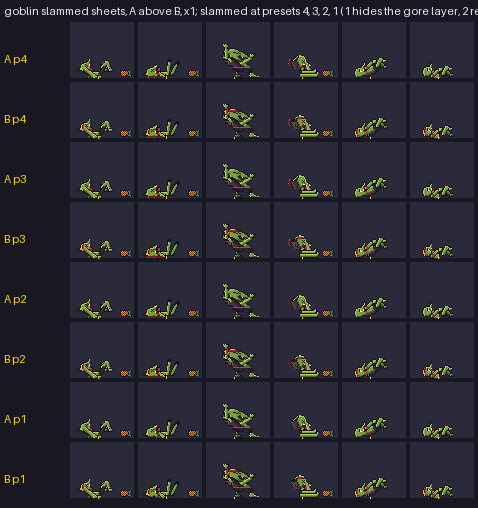 goblin slammed sheets, A above B, x1; slammed at presets 4, 3, 2, 1 (1 hides the gore layer, 2 re
Ap4
Bp4
Ap3
Bp3
Ap2
Bp2
Ap1
Bp1